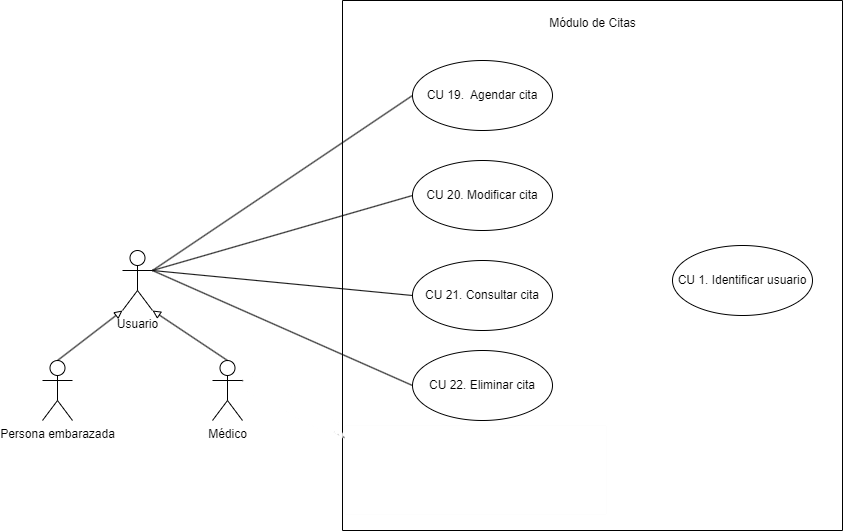 Módulo de Citas
CU 19. Agendar cita
CU 20. Modificar cita
CU 1. Identificar usuario
CU 21. Consultar cita
Usuario
CU 22. Eliminar cita
Persona embarazada
Médico